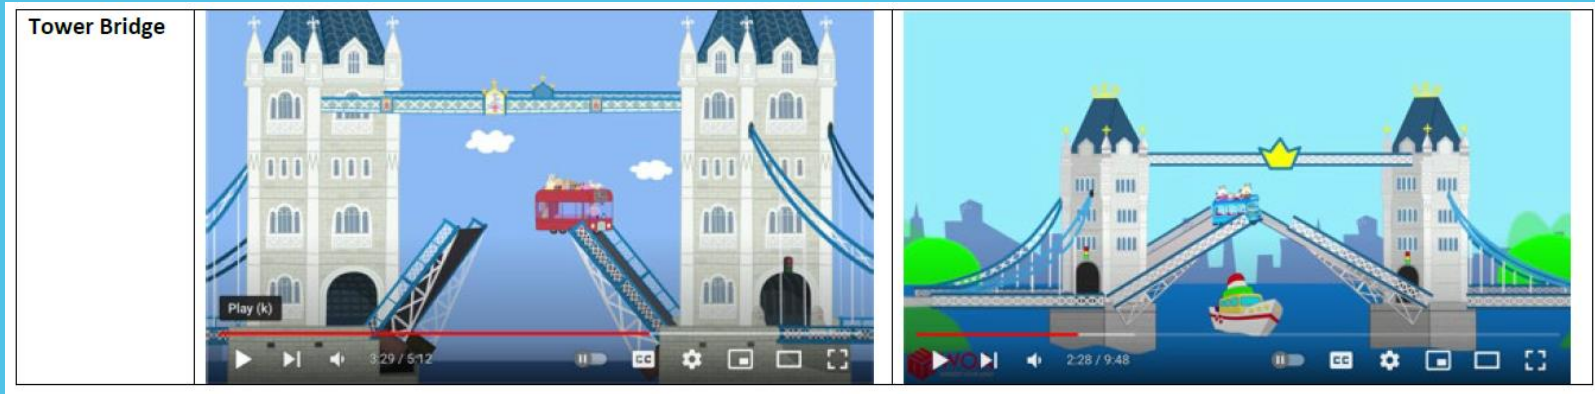 Tower Bridge
Play (k)
3:29 / 5:12
CC
2:28 / 9:48
CC